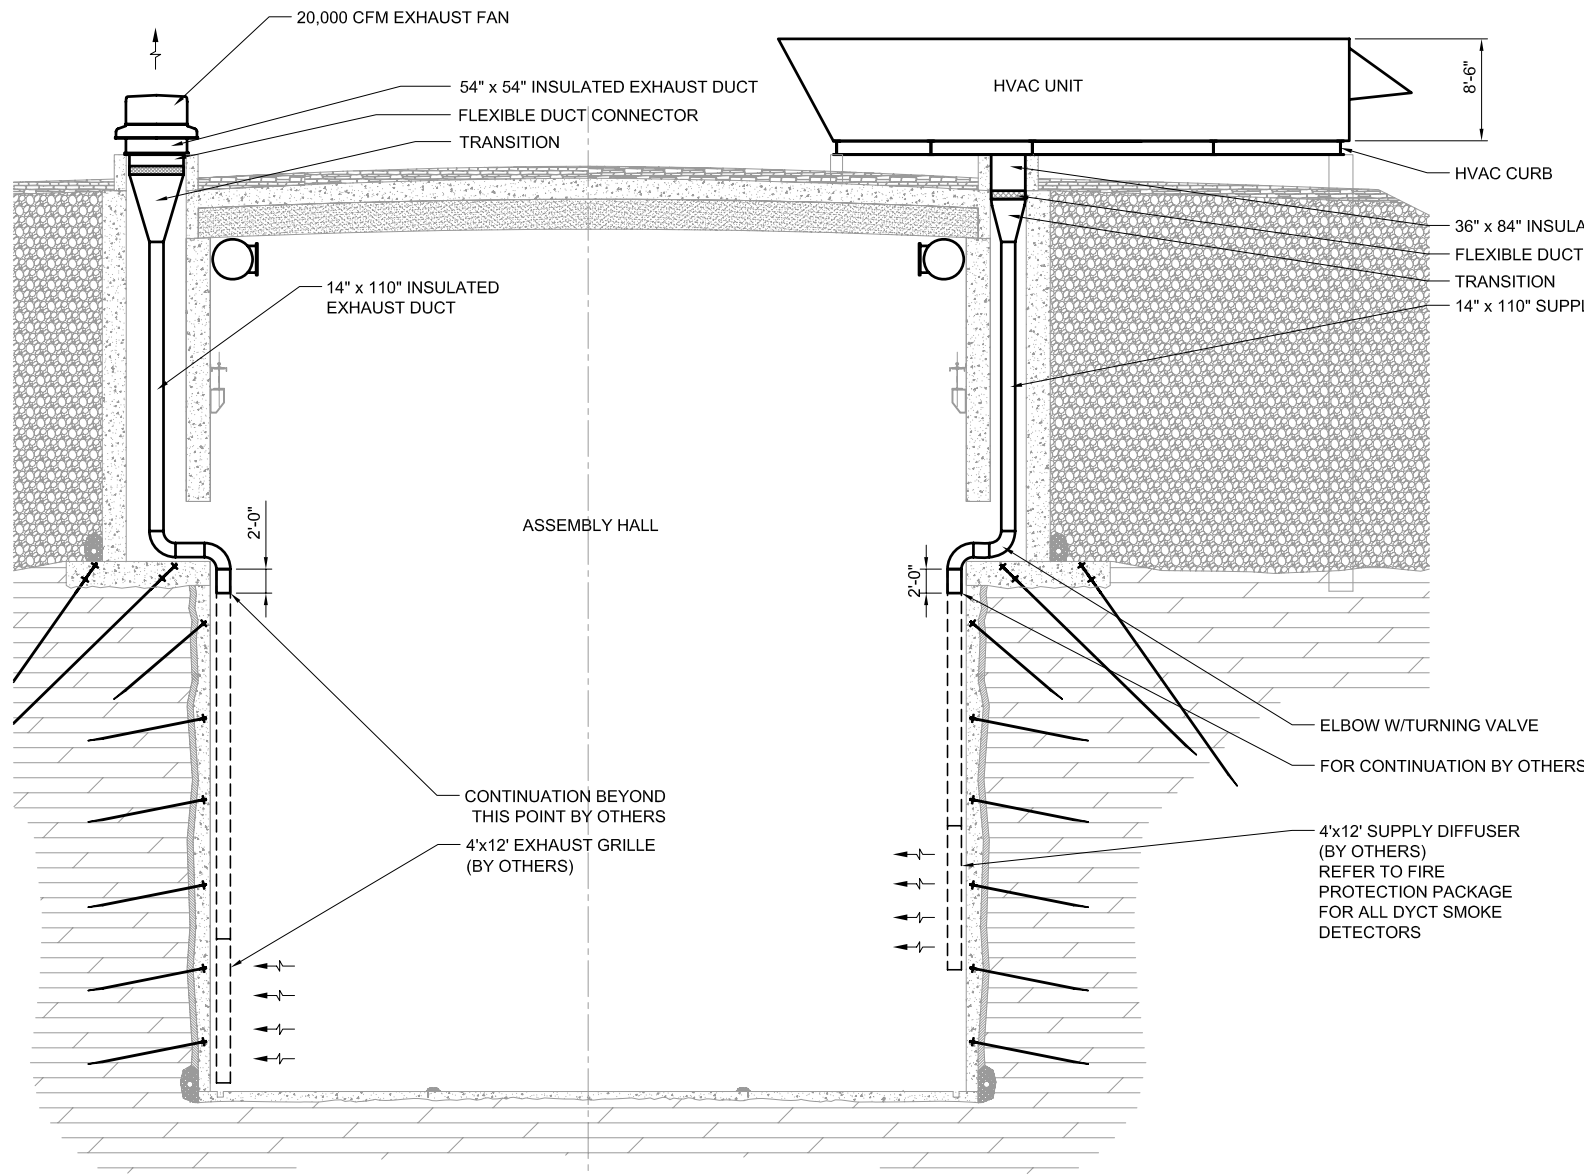 20,000 CFM EXHAUST FAN
54" x 54" INSULATED EXHAUST DUCT
FLEXIBLE DUCT CONNECTOR
TRANSITION
HVAC UNIT
8'-6"
HVAC CURB
36" x 84" INSULA
FLEXIBLE DUCT
TRANSITION
14" x 110" SUPPL
14" x 110" INSULATED
EXHAUST DUCT
2'-0"
ASSEMBLY HALL
2'-0"
ELBOW W/TURNING VALVE
FOR CONTINUATION BY OTHERS
CONTINUATION BEYOND
THIS POINT BY OTHERS
4'x12' EXHAUST GRILLE
(BY OTHERS)
4'x12' SUPPLY DIFFUSER
(BY OTHERS)
REFER TO FIRE
PROTECTION PACKAGE
FOR ALL DYCT SMOKE
DETECTORS